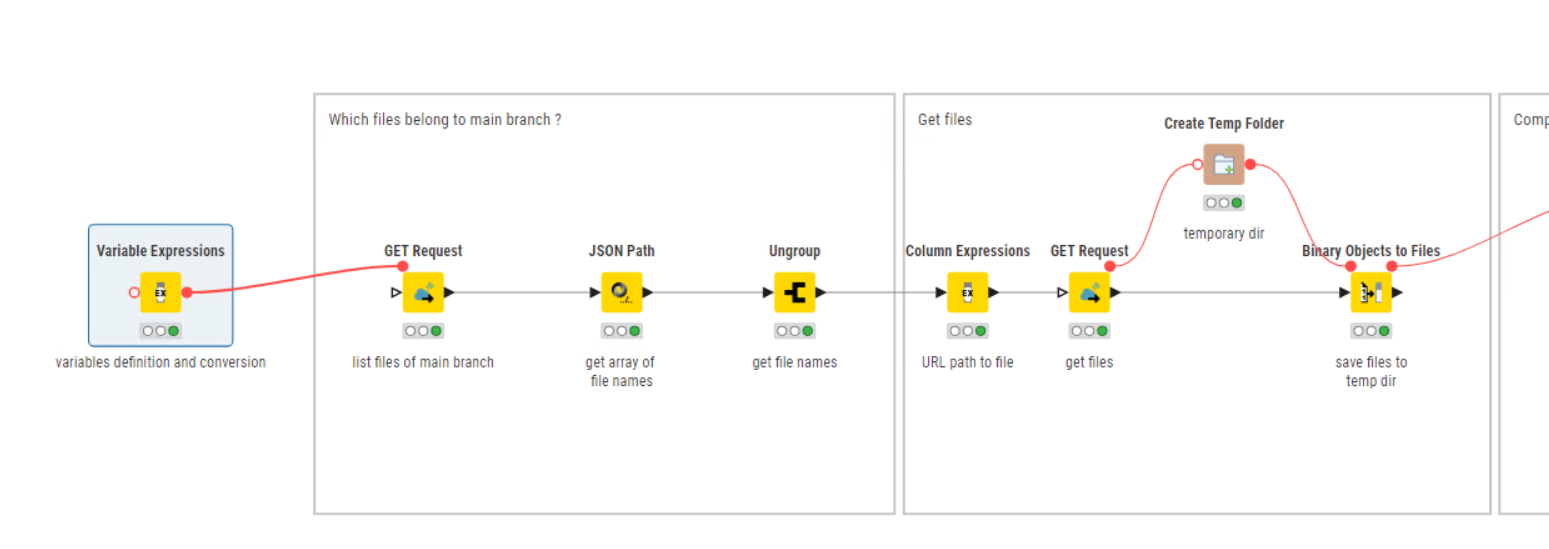 Which files belong to main branch ?
Get files
Comp
Create Temp Folder
temporary dir
Variable Expressions
GET Request
JSON Path
Ungroup
Column Expressions
GET Request
Binary Objects to Files
EX
EX
variables definition and conversion
list files of main branch
get array of
file names
get file names
URL path to file
get files
save files to
temp dir